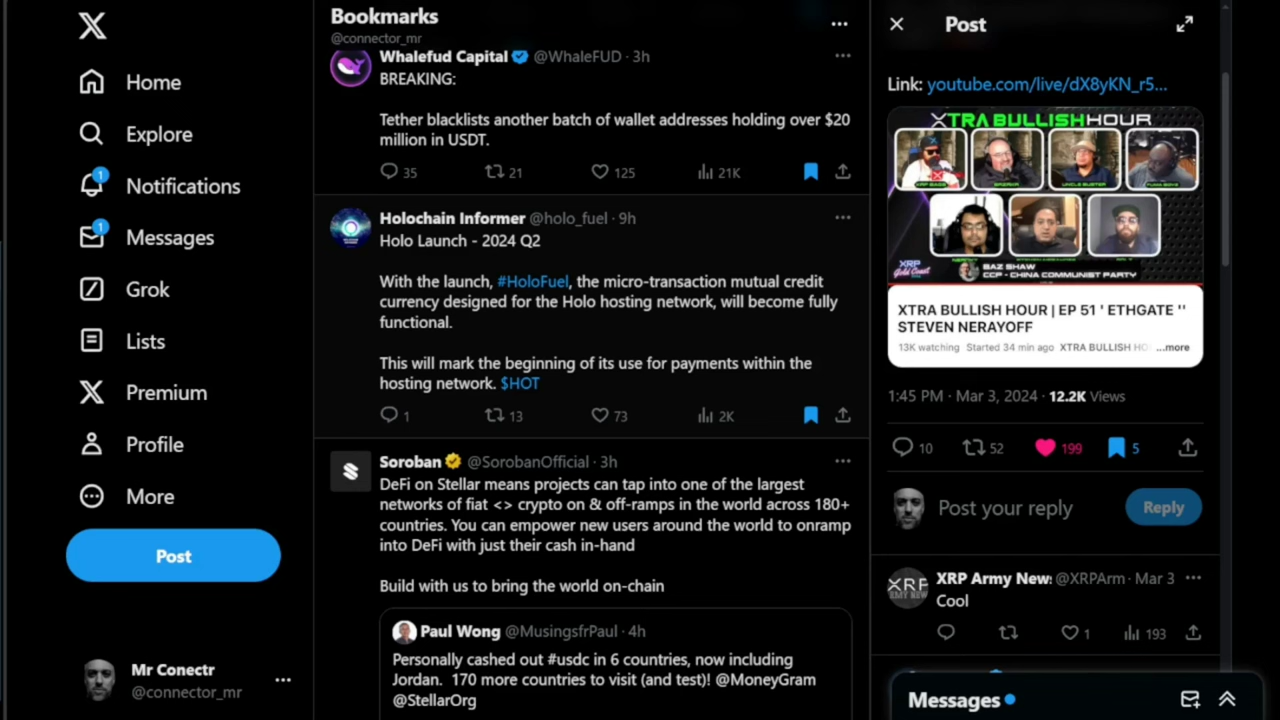 Home
Explore
1
Notifications
1
Messages
Grok
Lists
Premium
Profile
More
Post
Mr Conectr
@connector_mr
Bookmarks
@connector_mr
Whalefud Capital @WhaleFUD · 3h
BREAKING:
Tether blacklists another batch of wallet addresses holding over $20
million in USDT.
35 21 125 21K
Holochain Informer @holo_fuel · 9h
Holo Launch - 2024 Q2
With the launch, #HoloFuel, the micro-transaction mutual credit
currency designed for the Holo hosting network, will become fully
functional.
This will mark the beginning of its use for payments within the
hosting network. $HOT
1 13 73 2K
Soroban @SorobanOfficial · 3h
DeFi on Stellar means projects can tap into one of the largest
networks of fiat <> crypto on & off-ramps in the world across 180+
countries. You can empower new users around the world to onramp
into DeFi with just their cash in-hand
Build with us to bring the world on-chain
Paul Wong @MusingsfrPaul · 4h
Personally cashed out #usdc in 6 countries, now including
Jordan. 170 more countries to visit (and test)! @MoneyGram
@StellarOrg
Post
Link: youtube.com/live/dX8yKN_r5...
XTRA BULLISH HOUR
UNCLE BUSTER
XRP
Gold Coast
BAZ SHAW
CCP - CHINA COMMUNIST PARTY
XTRA BULLISH HOUR | EP 51 ' ETHGATE ''
STEVEN NERAYOFF
13K watching Started 34 min ago XTRA BULLISH HO ...more
1:45 PM · Mar 3, 2024 · 12.2K Views
10 52 199 5
Post your reply
Reply
XRP
XRP Army News @XRPArm · Mar 3
Cool
1 193
Messages